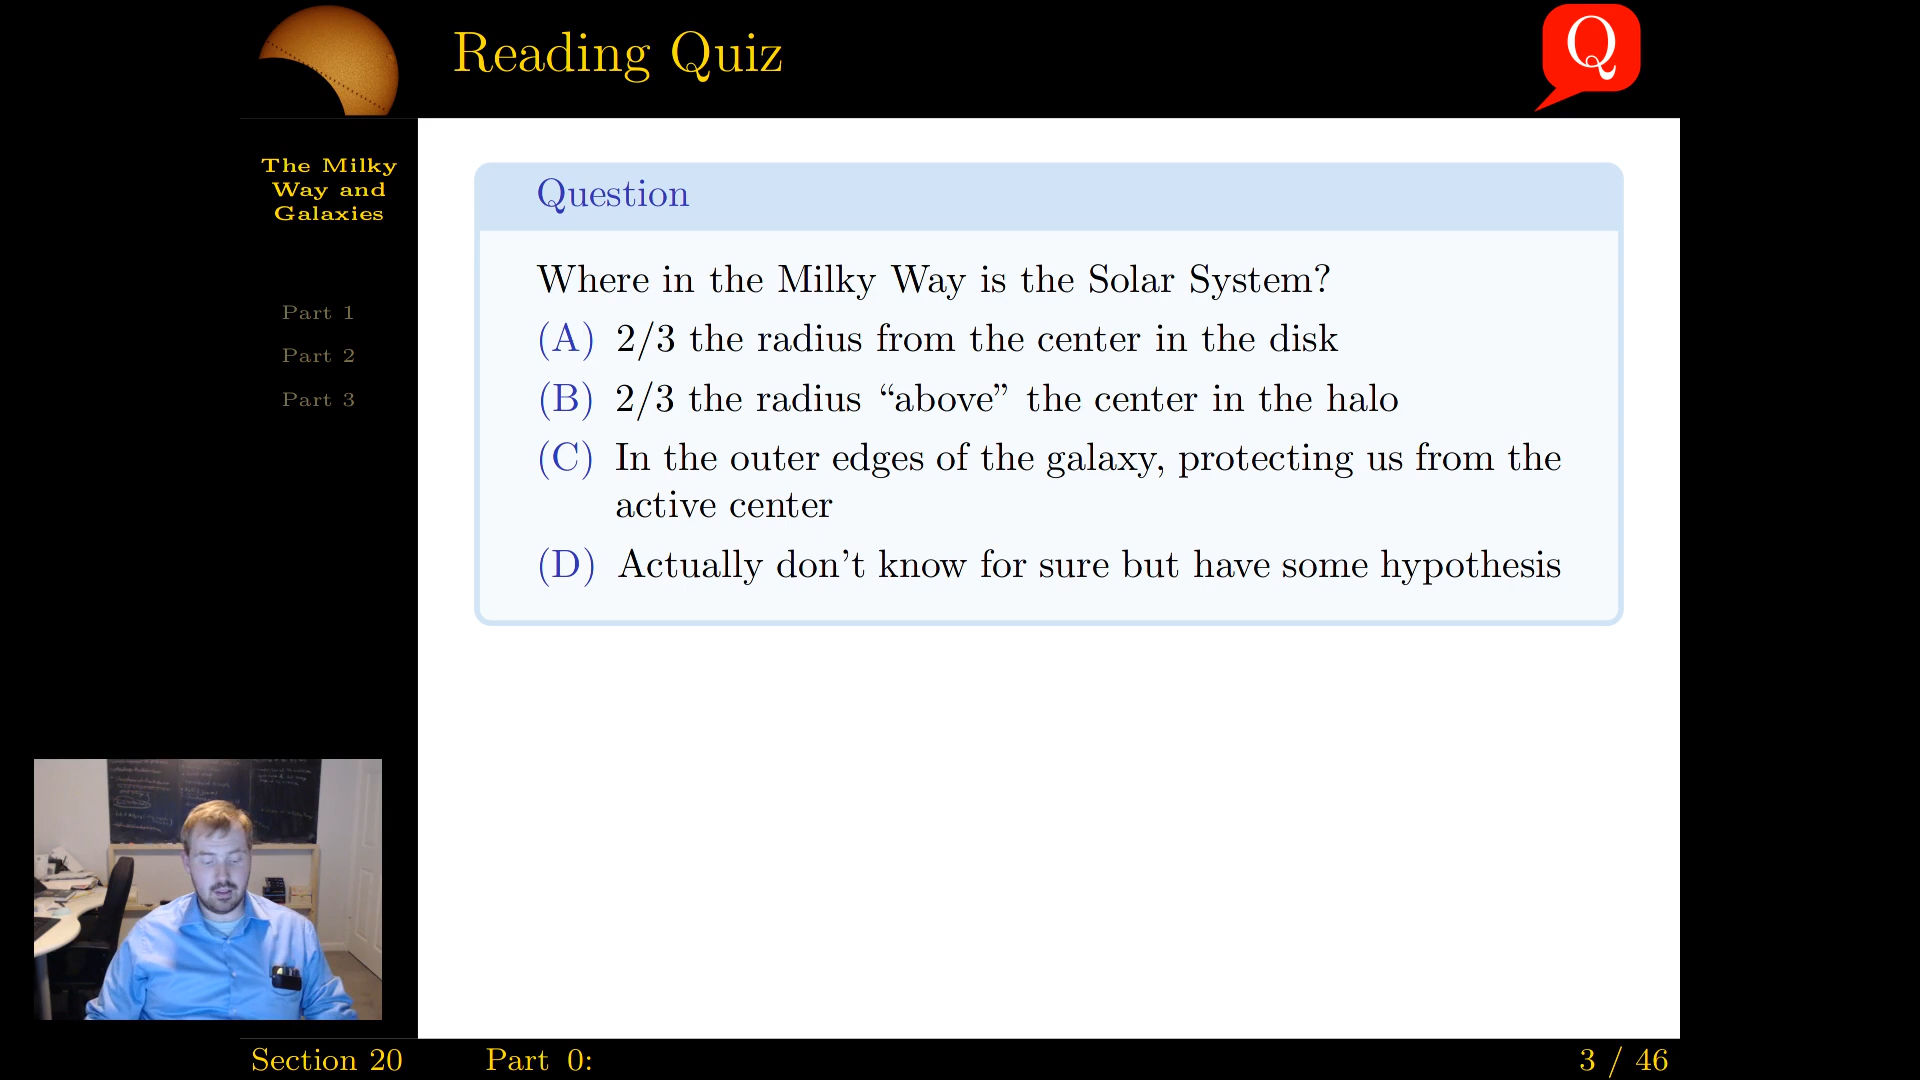 Reading Quiz
Q
The Milky
Way and
Galaxies
Part 1
Part 2
Part 3
Question
Where in the Milky Way is the Solar System?
(A) 2/3 the radius from the center in the disk
(B) 2/3 the radius “above” the center in the halo
(C) In the outer edges of the galaxy, protecting us from the
active center
(D) Actually don’t know for sure but have some hypothesis
Section 20
Part 0:
3 / 46